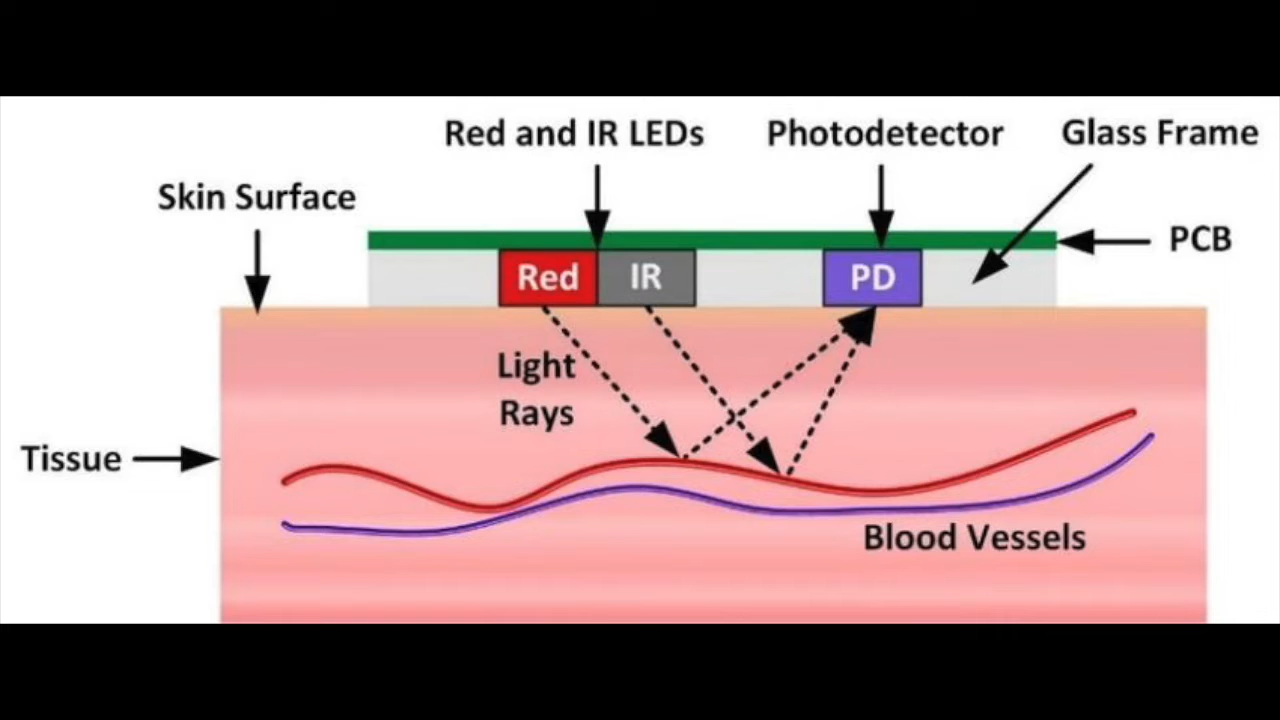 Red and IR LEDs
Photodetector
Glass Frame
Skin Surface
PCB
Red
IR
PD
Light
Rays
Tissue
Blood Vessels